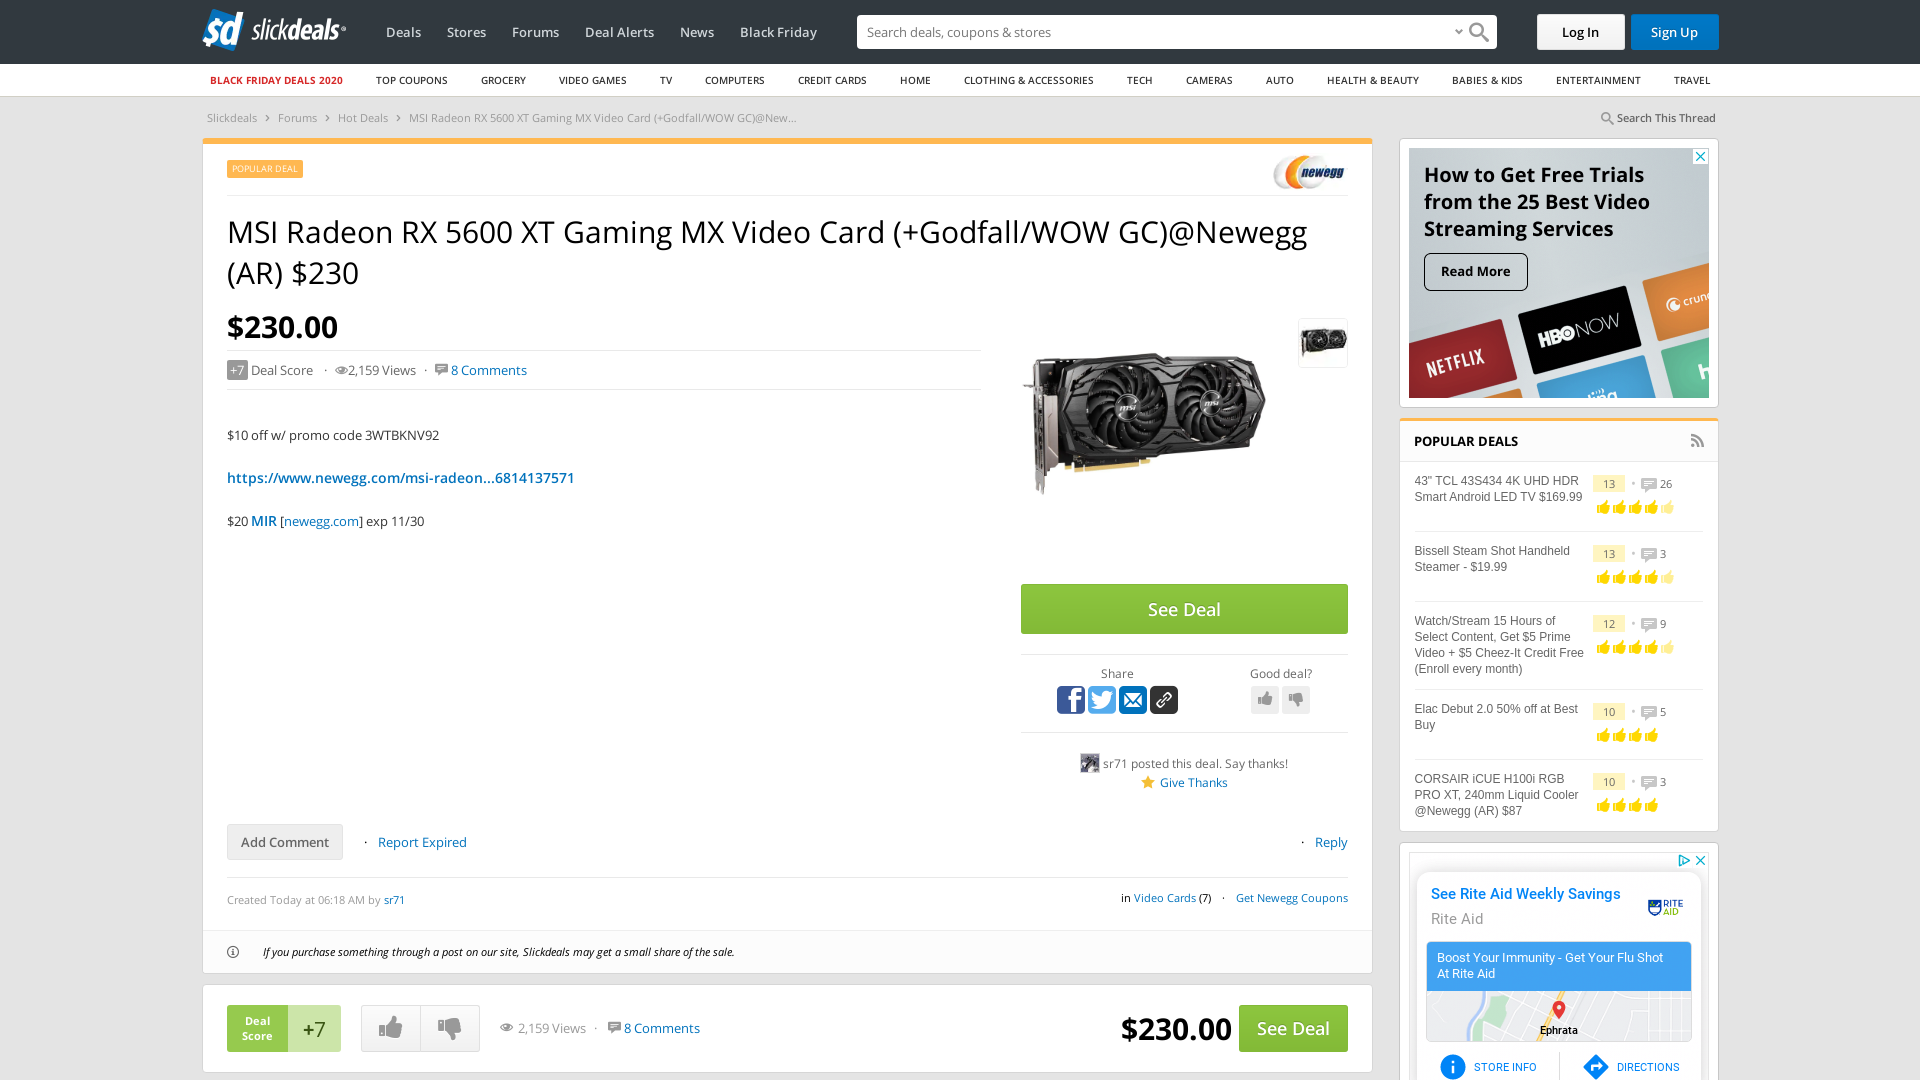 slickdeals
Deals
Stores
Forums
Deal Alerts
News
Black Friday
Search deals, coupons & stores
Log In
Sign Up
BLACK FRIDAY DEALS 2020
TOP COUPONS
GROCERY
VIDEO GAMES
TV
COMPUTERS
CREDIT CARDS
HOME
CLOTHING & ACCESSORIES
TECH
CAMERAS
AUTO
HEALTH & BEAUTY
BABIES & KIDS
ENTERTAINMENT
TRAVEL
Slickdeals › Forums › Hot Deals › MSI Radeon RX 5600 XT Gaming MX Video Card (+Godfall/WOW GC)@New...
Search This Thread
POPULAR DEAL
newegg
MSI Radeon RX 5600 XT Gaming MX Video Card (+Godfall/WOW GC)@Newegg
(AR) $230
$230.00
+7 Deal Score · 2,159 Views · 8 Comments
$10 off w/ promo code 3WTBKNV92
https://www.newegg.com/msi-radeon...6814137571
$20 MIR [newegg.com] exp 11/30
msi
msi
See Deal
Share
Good deal?
sr71 posted this deal. Say thanks!
Give Thanks
Add Comment
· Report Expired
· Reply
Created Today at 06:18 AM by sr71
in Video Cards (7) · Get Newegg Coupons
If you purchase something through a post on our site, Slickdeals may get a small share of the sale.
Deal
Score
+7
2,159 Views · 8 Comments
$230.00
See Deal
How to Get Free Trials
from the 25 Best Video
Streaming Services
Read More
NETFLIX
HBO NOW
crun
POPULAR DEALS
43" TCL 43S434 4K UHD HDR
Smart Android LED TV $169.99
13 · 26
Bissell Steam Shot Handheld
Steamer - $19.99
13 · 3
Watch/Stream 15 Hours of
Select Content, Get $5 Prime
Video + $5 Cheez-It Credit Free
(Enroll every month)
12 · 9
Elac Debut 2.0 50% off at Best
Buy
10 · 5
CORSAIR iCUE H100i RGB
PRO XT, 240mm Liquid Cooler
@Newegg (AR) $87
10 · 3
See Rite Aid Weekly Savings
Rite Aid
RITE
AID
Boost Your Immunity - Get Your Flu Shot
At Rite Aid
Ephrata
STORE INFO
DIRECTIONS